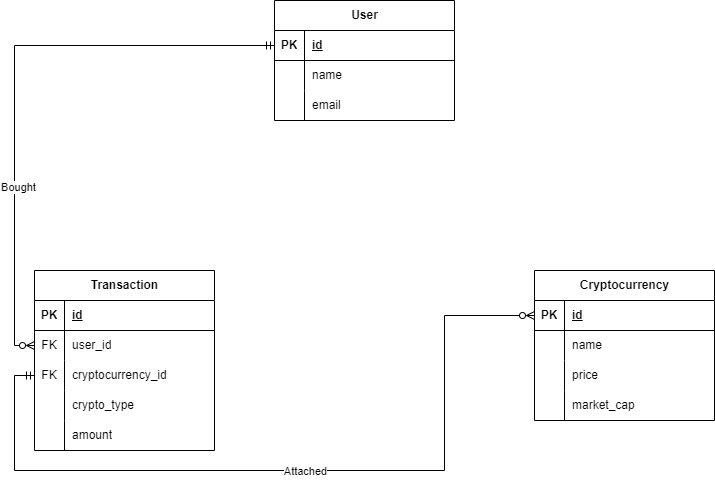 User
PK id
name
email
Bought
Transaction
PK id
FK user_id
FK cryptocurrency_id
crypto_type
amount
Cryptocurrency
PK id
name
price
market_cap
Attached